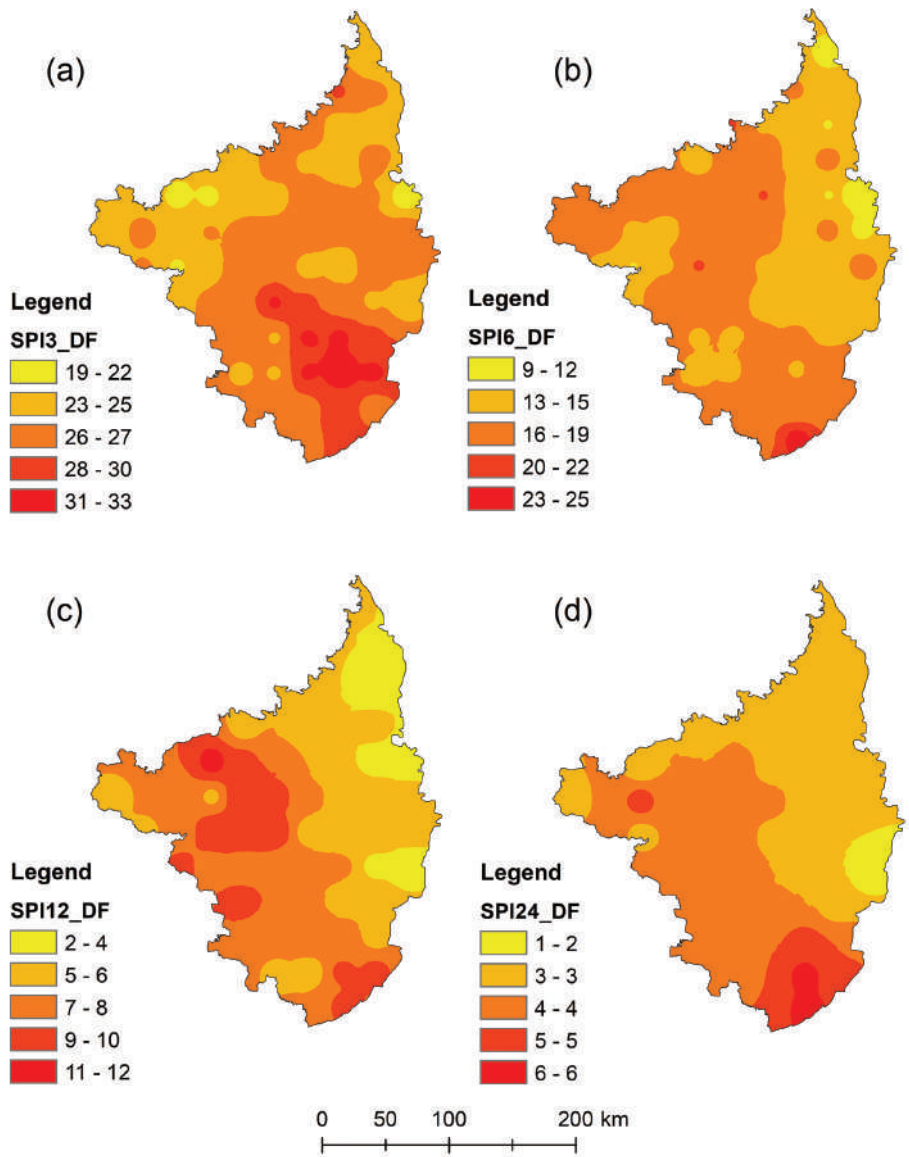 (a)
Legend
SPI3_DF
19 - 22
23 - 25
26 - 27
28 - 30
31 - 33
(b)
Legend
SPI6_DF
9 - 12
13 - 15
16 - 19
20 - 22
23 - 25
(c)
Legend
SPI12_DF
2 - 4
5 - 6
7 - 8
9 - 10
11 - 12
(d)
Legend
SPI24_DF
1 - 2
3 - 3
4 - 4
5 - 5
6 - 6
0 50 100 200 km